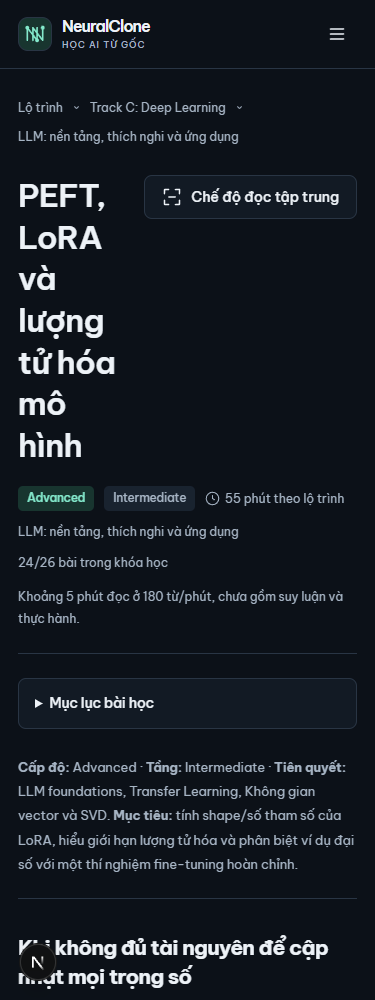 NeuralClone
HỌC AI TỪ GỐC
Lộ trình
Track C: Deep Learning
LLM: nền tảng, thích nghi và ứng dụng
PEFT,
LoRA
và
lượng
tử hóa
mô
hình
Chế độ đọc tập trung
Advanced
Intermediate
55 phút theo lộ trình
LLM: nền tảng, thích nghi và ứng dụng
24/26 bài trong khóa học
Khoảng 5 phút đọc ở 180 từ/phút, chưa gồm suy luận và
thực hành.
Mục lục bài học
Cấp độ: Advanced · Tầng: Intermediate · Tiên quyết:
LLM foundations, Transfer Learning, Không gian
vector và SVD. Mục tiêu: tính shape/số tham số của
LoRA, hiểu giới hạn lượng tử hóa và phân biệt ví dụ đại
số với một thí nghiệm fine-tuning hoàn chỉnh.
Khi không đủ tài nguyên để cập
nhật mọi trọng số